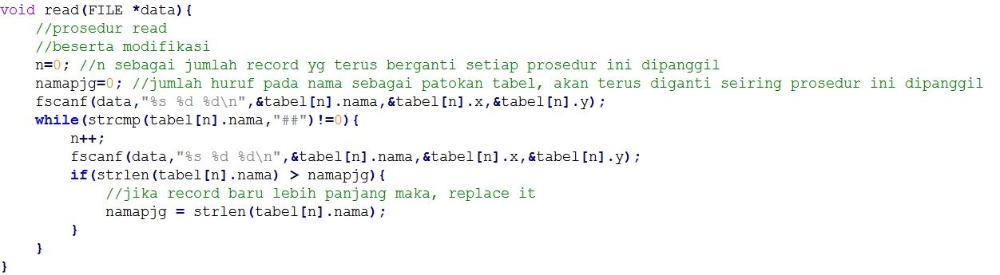 void read(FILE *data){
    //prosedur read
    //beserta modifikasi
    n=0; //n sebagai jumlah record yg terus berganti setiap prosedur ini dipanggil
    namapjg=0; //jumlah huruf pada nama sebagai patokan tabel, akan terus diganti seiring prosedur ini dipanggil
    fscanf(data,"%s %d %d\n",&tabel[n].nama,&tabel[n].x,&tabel[n].y);
    while(strcmp(tabel[n].nama,"##")!=0){
        n++;
        fscanf(data,"%s %d %d\n",&tabel[n].nama,&tabel[n].x,&tabel[n].y);
        if(strlen(tabel[n].nama) > namapjg){
            //jika record baru lebih panjang maka, replace it
            namapjg = strlen(tabel[n].nama);
        }
    }
}